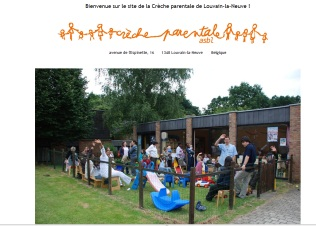 Bienvenue sur le site de la Crèche parentale de Louvain-la-Neuve !
crèche parentale
asbl
avenue de l'Espinette, 16 1348 Louvain-la-Neuve Belgique